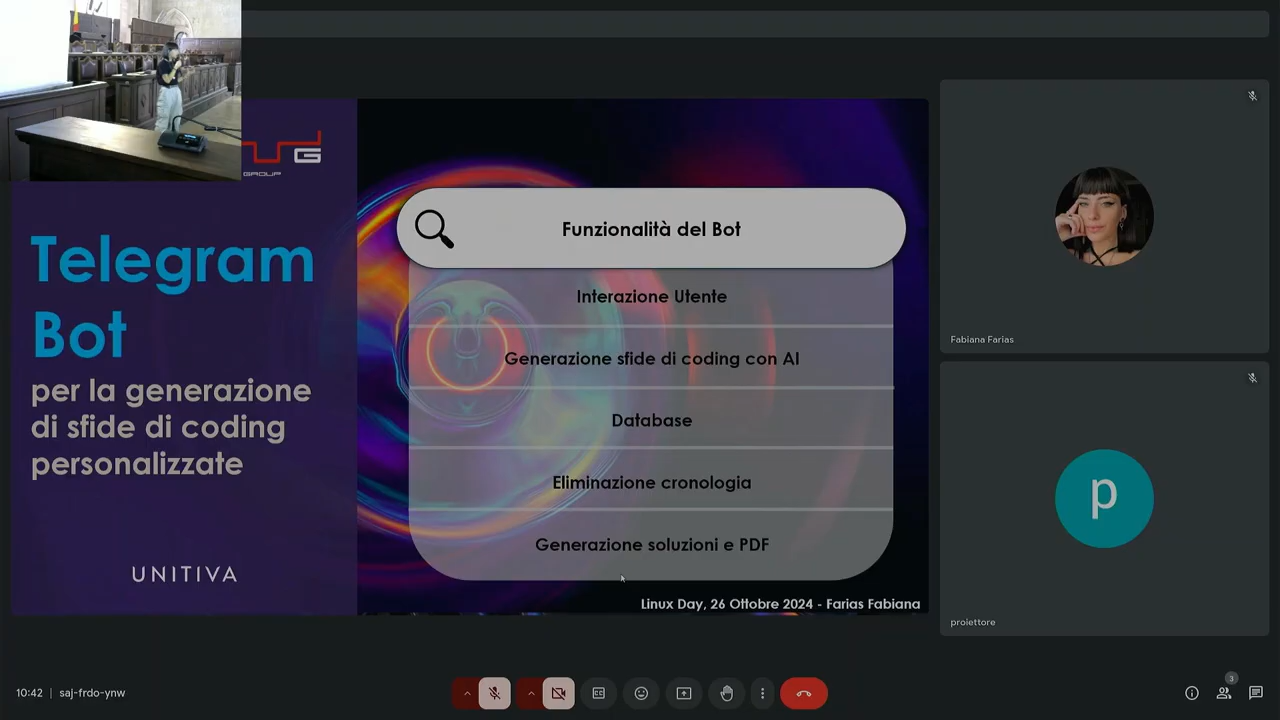 G
GROUP
Telegram
Bot
per la generazione
di sfide di coding
personalizzate
UNITIVA
Funzionalità del Bot
Interazione Utente
Generazione sfide di coding con AI
Database
Eliminazione cronologia
Generazione soluzioni e PDF
Linux Day, 26 Ottobre 2024 - Farias Fabiana
Fabiana Farias
p
proiettore
10:42 | saj-frdo-ynw
3